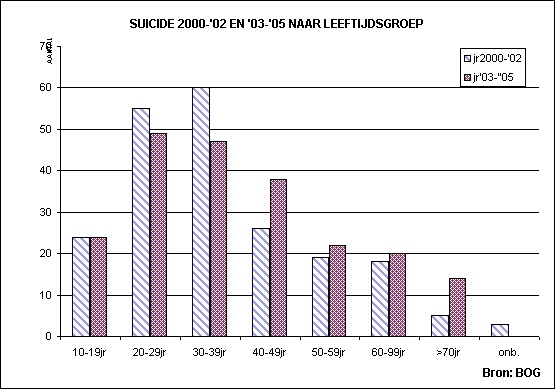 SUICIDE 2000-'02 EN '03-'05 NAAR LEEFTIJDSGROEP
AANTAL
jr2000-'02
jr'03-"05
70
60
50
40
30
20
10
0
10-19jr 20-29jr 30-39jr 40-49jr 50-59jr 60-99jr >70jr onb.
Bron: BOG